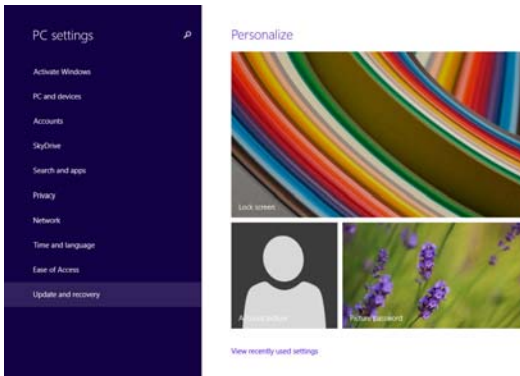 PC settings
Activate Windows
PC and devices
Accounts
SkyDrive
Search and apps
Privacy
Network
Time and language
Ease of Access
Update and recovery
Personalize
Lock screen
Account picture
Picture password
View recently used settings